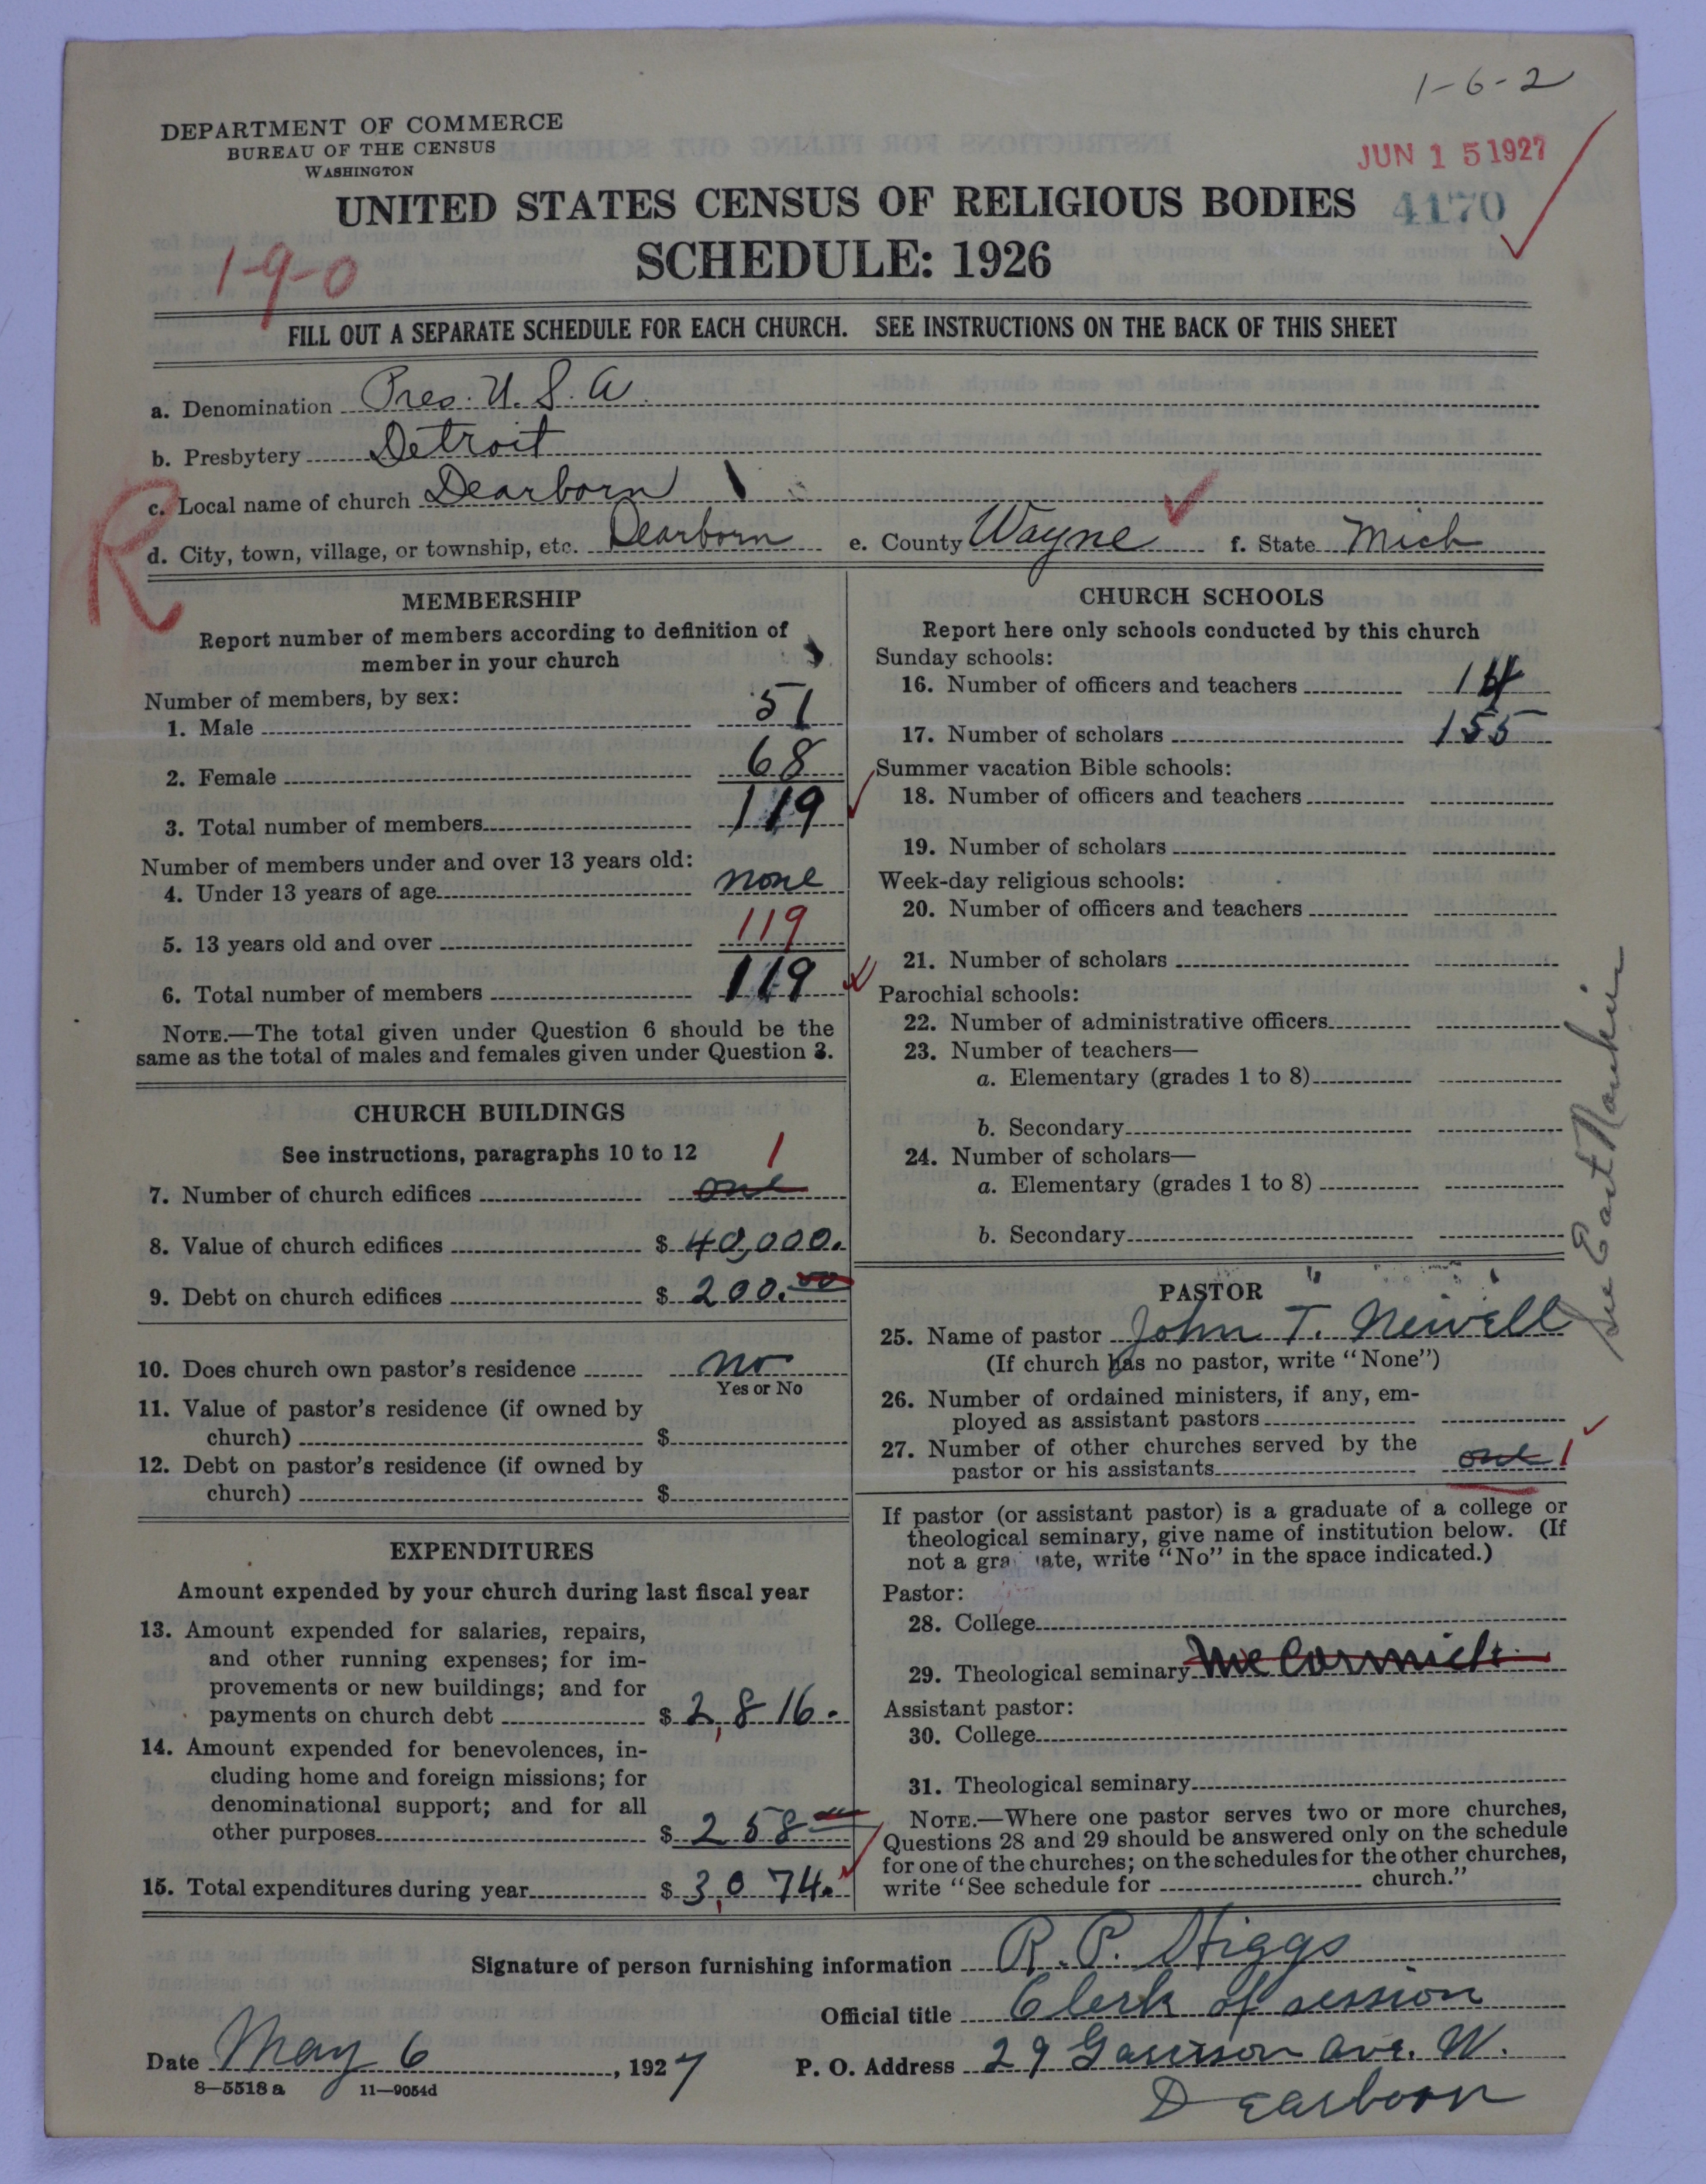 1-6-2
DEPARTMENT OF COMMERCE
BUREAU OF THE CENSUS
WASHINGTON
JUN 15 1927
UNITED STATES CENSUS OF RELIGIOUS BODIES
4170
SCHEDULE: 1926
1-9-0
FILL OUT A SEPARATE SCHEDULE FOR EACH CHURCH. SEE INSTRUCTIONS ON THE BACK OF THIS SHEET
a. Denomination Pres. U.S.A.
b. Presbytery Detroit
R
c. Local name of church Dearborn
d. City, town, village, or township, etc. Dearborn e. County Wayne f. State Mich
MEMBERSHIP
Report number of members according to definition of
member in your church
Number of members, by sex:
1. Male 51
2. Female 68
3. Total number of members 119
Number of members under and over 13 years old:
4. Under 13 years of age none
5. 13 years old and over 119
6. Total number of members 119
NOTE.—The total given under Question 6 should be the
same as the total of males and females given under Question 3.
CHURCH BUILDINGS
See instructions, paragraphs 10 to 12
1
7. Number of church edifices one
8. Value of church edifices $ 40,000.
9. Debt on church edifices $ 200.00
10. Does church own pastor's residence no
Yes or No
11. Value of pastor's residence (if owned by
church) $
12. Debt on pastor's residence (if owned by
church) $
EXPENDITURES
Amount expended by your church during last fiscal year
13. Amount expended for salaries, repairs,
and other running expenses; for im-
provements or new buildings; and for
payments on church debt $ 2,816.
14. Amount expended for benevolences, in-
cluding home and foreign missions; for
denominational support; and for all
other purposes $ 258
15. Total expenditures during year $ 3,074.
CHURCH SCHOOLS
Report here only schools conducted by this church
Sunday schools:
16. Number of officers and teachers 14
17. Number of scholars 155
Summer vacation Bible schools:
18. Number of officers and teachers
19. Number of scholars
Week-day religious schools:
20. Number of officers and teachers
21. Number of scholars
Parochial schools:
22. Number of administrative officers
23. Number of teachers—
a. Elementary (grades 1 to 8)
b. Secondary
24. Number of scholars—
a. Elementary (grades 1 to 8)
b. Secondary
PASTOR
25. Name of pastor John T. Newell
(If church has no pastor, write "None")
26. Number of ordained ministers, if any, em-
ployed as assistant pastors
27. Number of other churches served by the
pastor or his assistants one 1
If pastor (or assistant pastor) is a graduate of a college or
theological seminary, give name of institution below. (If
not a gra ate, write "No" in the space indicated.)
Pastor:
28. College
29. Theological seminary McCormick
Assistant pastor:
30. College
31. Theological seminary
NOTE.—Where one pastor serves two or more churches,
Questions 28 and 29 should be answered only on the schedule
for one of the churches; on the schedules for the other churches,
write "See schedule for church."
See East Nankin
Signature of person furnishing information R. P. Higgs
Official title Clerk of session
Date May 6, 1927 P. O. Address 29 Garrison Ave. W.
Dearborn
8—5518 a 11—9054d